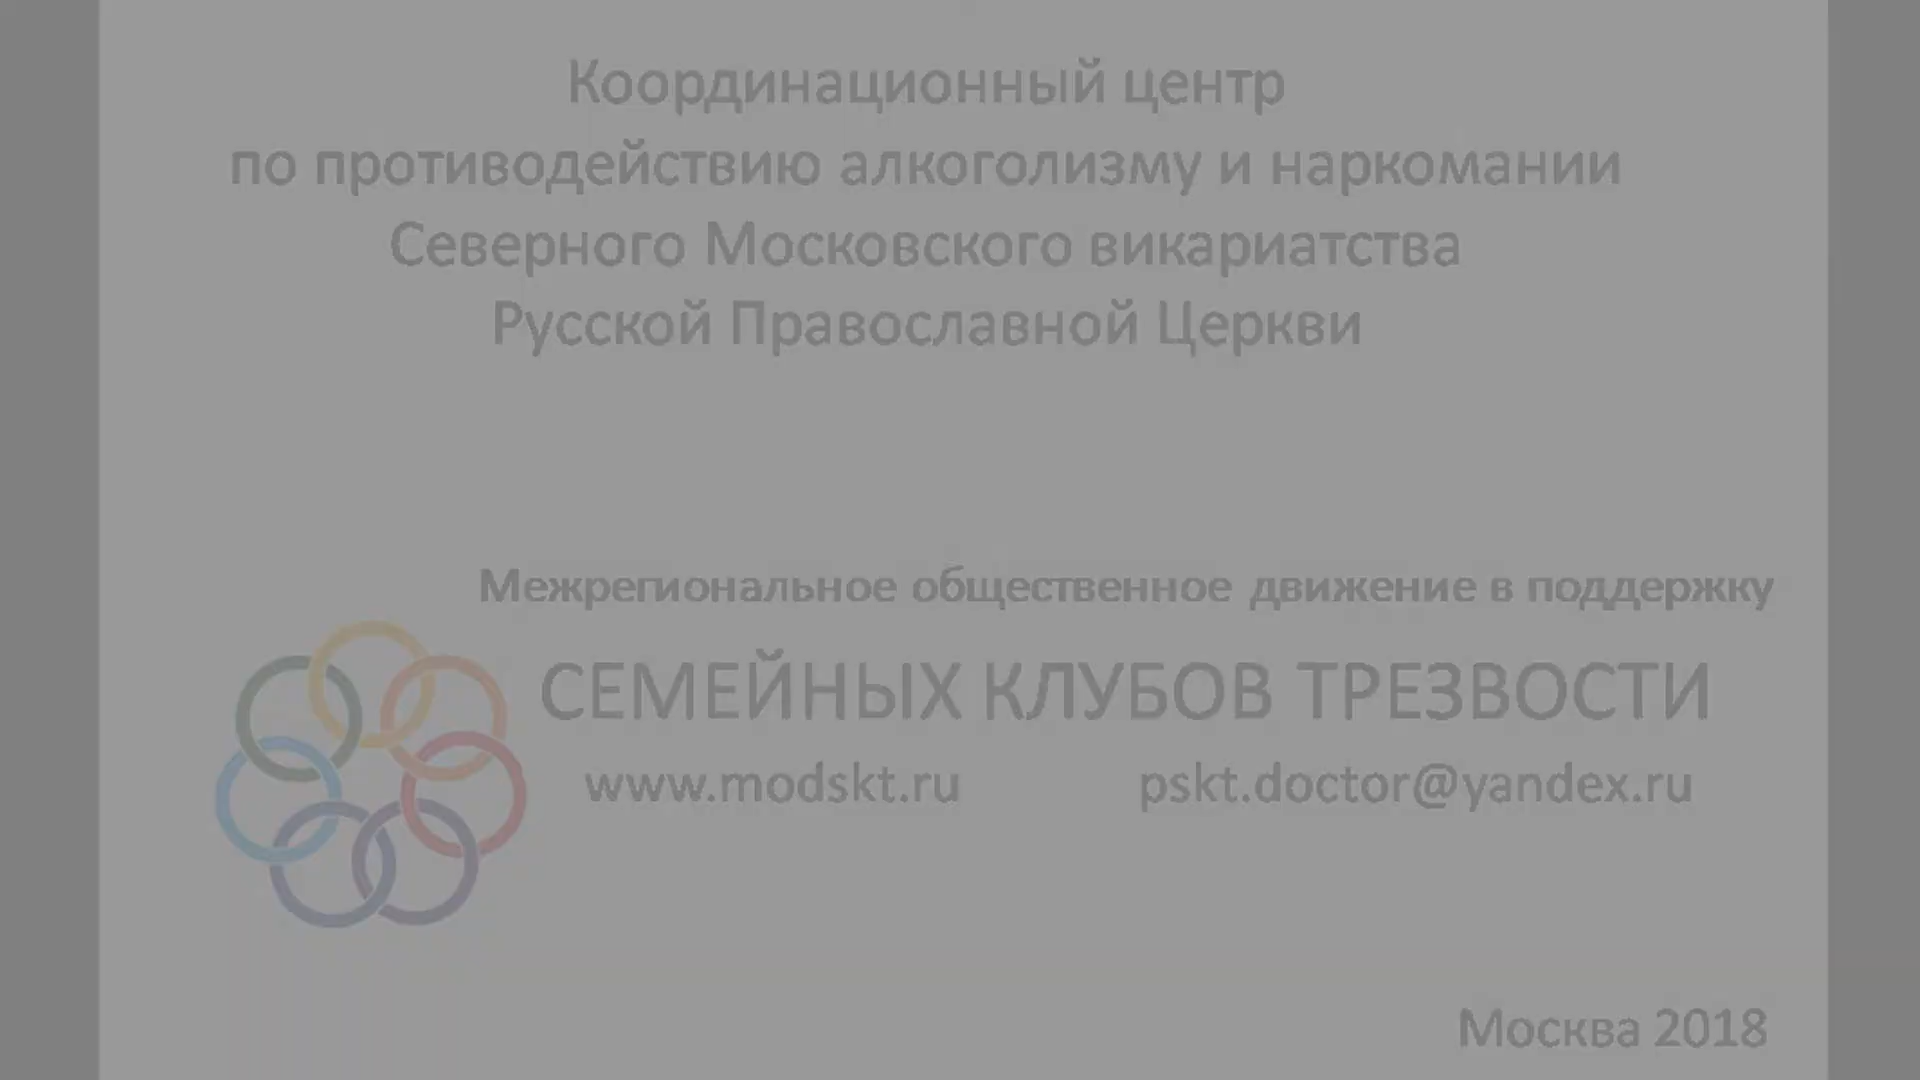 Координационный центр
по противодействию алкоголизму и наркомании
Северного Московского викариатства
Русской Православной Церкви
Межрегиональное общественное движение в поддержку
СЕМЕЙНЫХ КЛУБОВ ТРЕЗВОСТИ
www.modskt.ru pskt.doctor@yandex.ru
Москва 2018